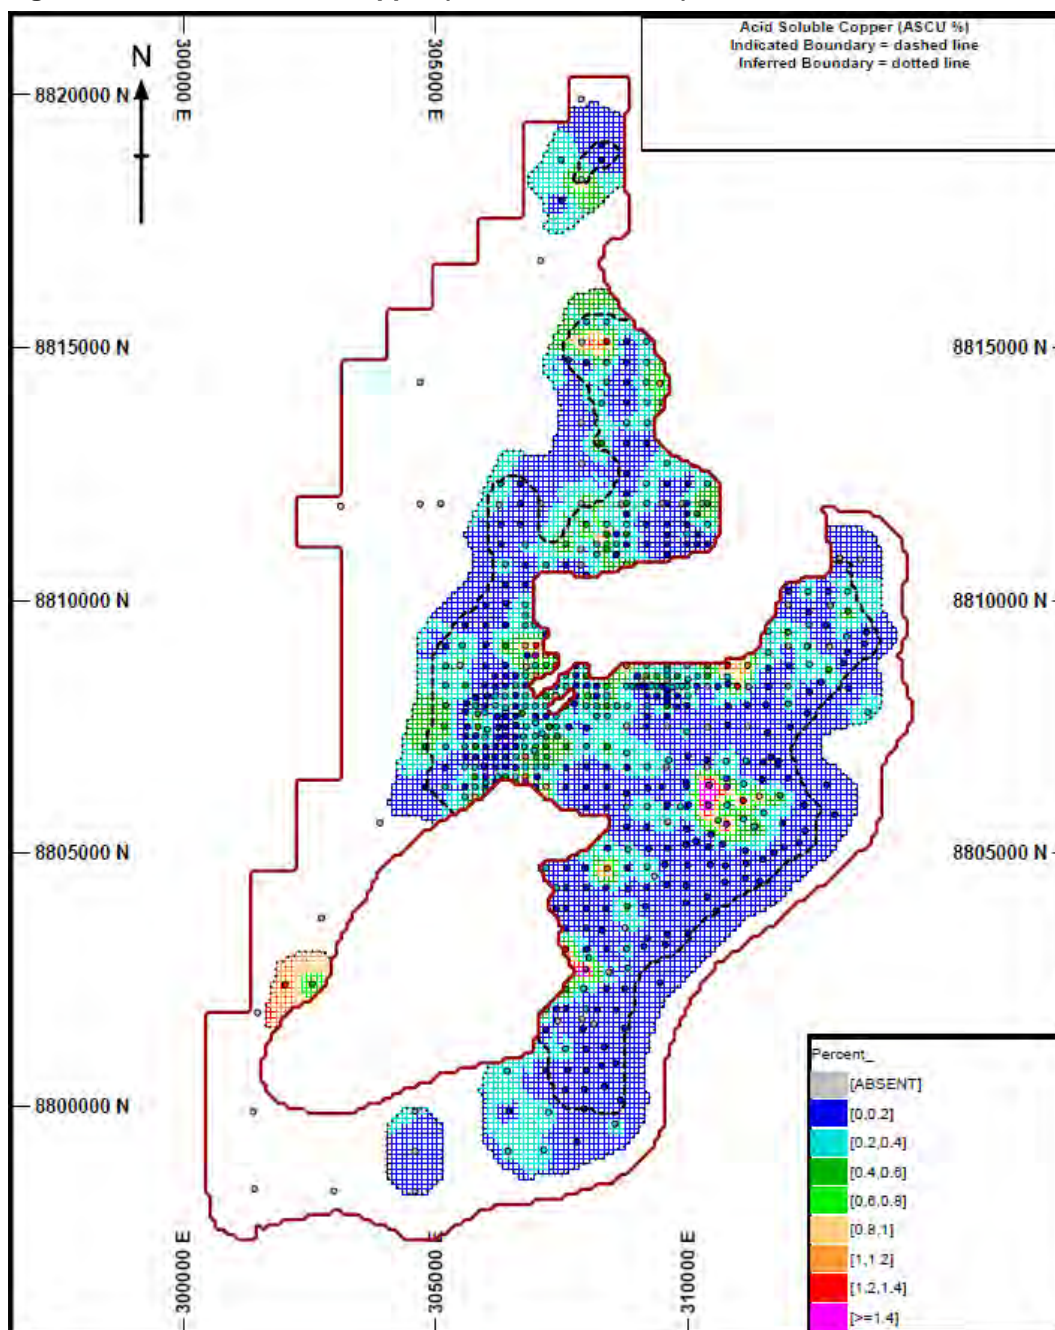 Acid Soluble Copper (ASCU %)
Indicated Boundary = dashed line
Inferred Boundary = dotted line
N
300000 E
305000 E
8820000 N
8815000 N
8815000 N
8810000 N
8810000 N
8805000 N
8805000 N
8800000 N
300000 E
305000 E
310000 E
Percent_
[ABSENT]
[0,0.2]
[0.2,0.4]
[0.4,0.6]
[0.6,0.8]
[0.8,1]
[1,1.2]
[1.2,1.4]
[>=1.4]